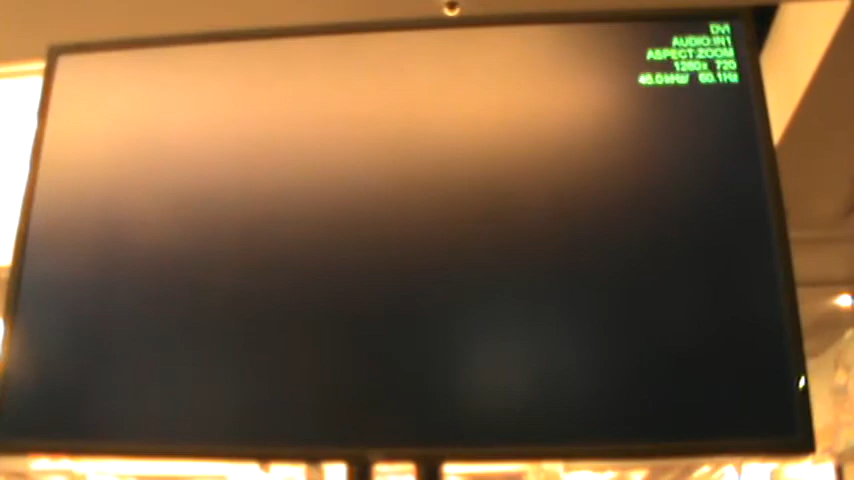 DVI
AUDIO:IN1
ASPECT:ZOOM
1280x 720
45.0kHz 60.1Hz